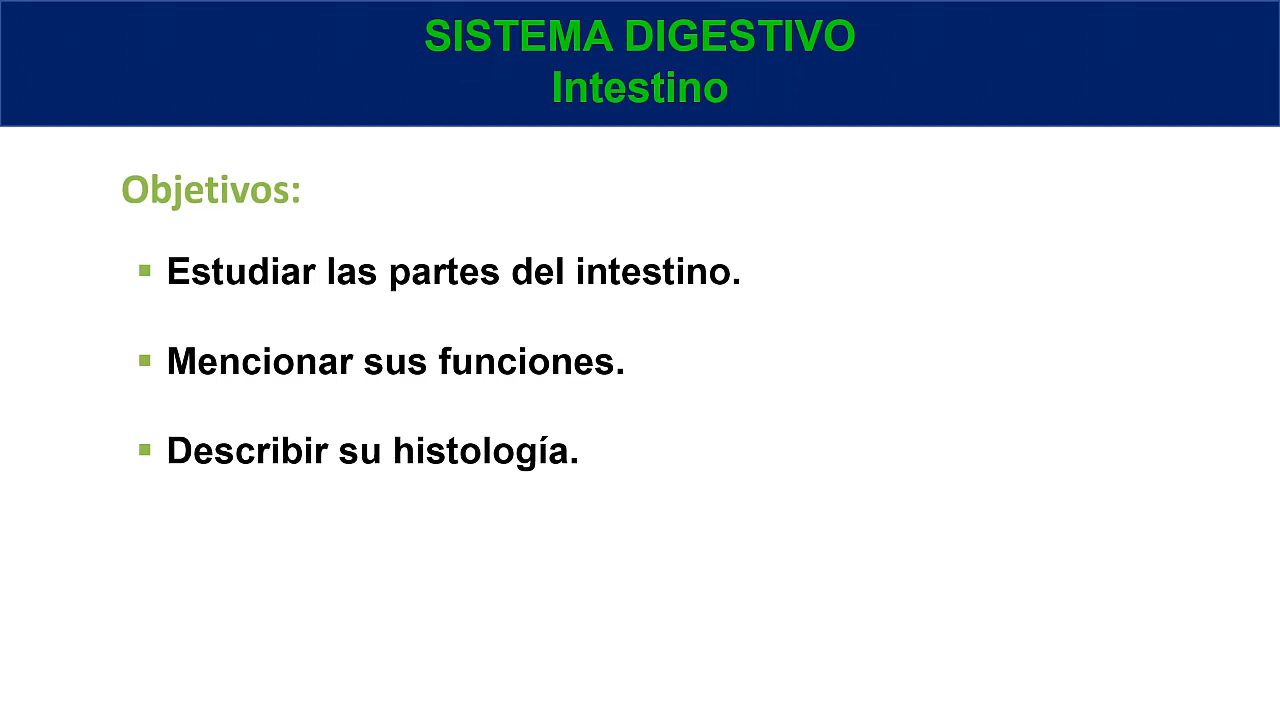 SISTEMA DIGESTIVO
Intestino
Objetivos:
▪ Estudiar las partes del intestino.
▪ Mencionar sus funciones.
▪ Describir su histología.